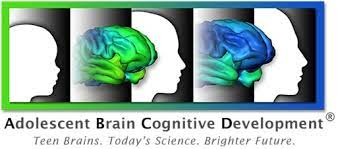 Adolescent Brain Cognitive Development®
Teen Brains. Today's Science. Brighter Future.